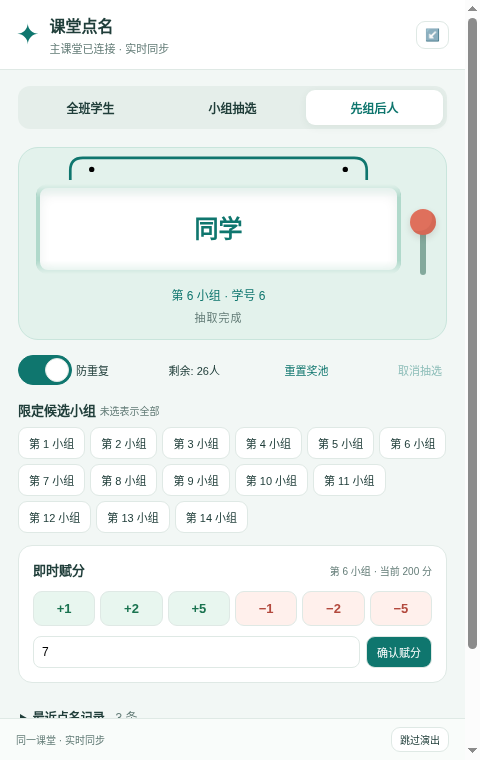 课堂点名
主课堂已连接 · 实时同步
全班学生 小组抽选 先组后人
同学
第 6 小组 · 学号 6
抽取完成
防重复 剩余: 26人 重置奖池 取消抽选
限定候选小组 未选表示全部
第 1 小组 第 2 小组 第 3 小组 第 4 小组 第 5 小组 第 6 小组
第 7 小组 第 8 小组 第 9 小组 第 10 小组 第 11 小组
第 12 小组 第 13 小组 第 14 小组
即时赋分 第 6 小组 · 当前 200 分
+1 +2 +5 −1 −2 −5
7 确认赋分
最近点名记录 · 3 条
同一课堂 · 实时同步 跳过演出